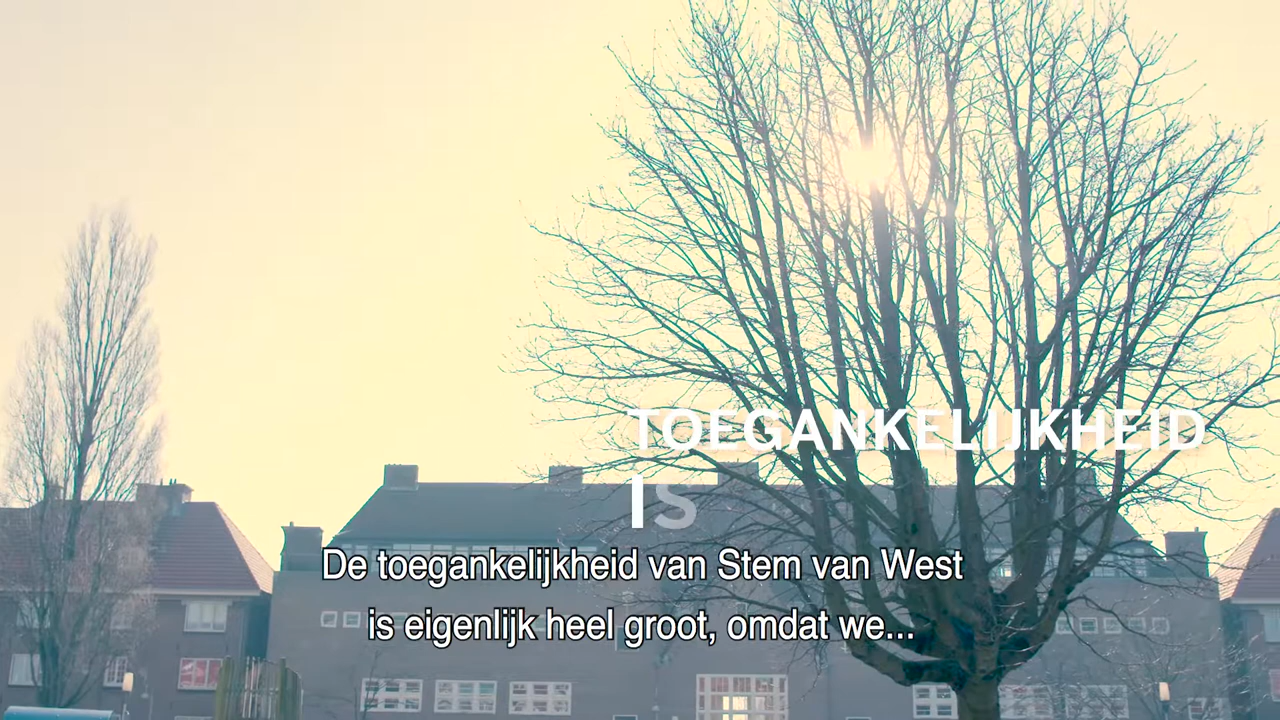 TOEGANKELIJKHEID
IS
De toegankelijkheid van Stem van West
is eigenlijk heel groot, omdat we...